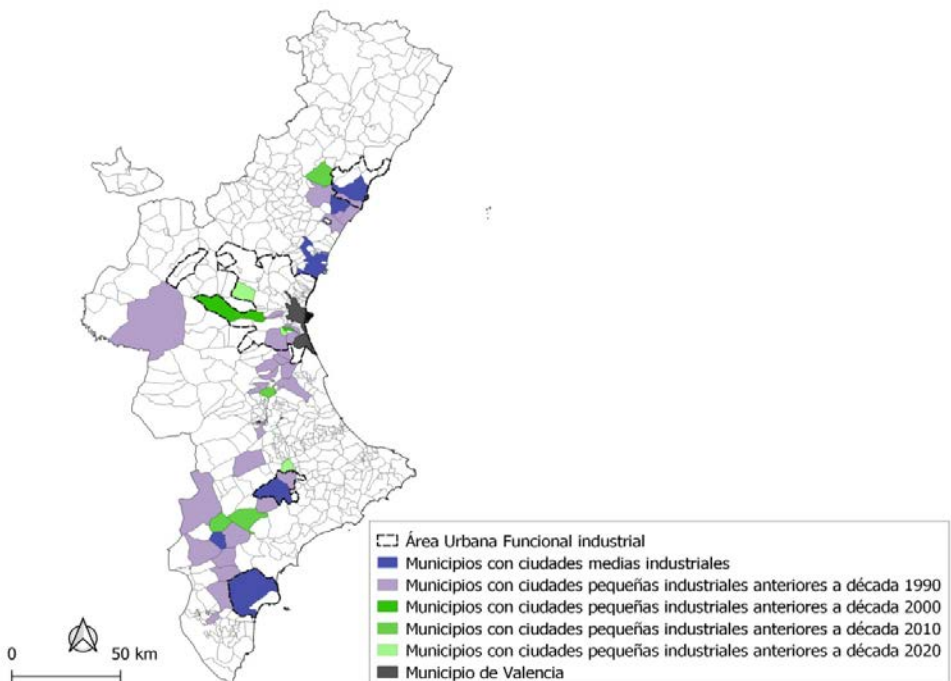 Área Urbana Funcional industrial
Municipios con ciudades medias industriales
Municipios con ciudades pequeñas industriales anteriores a década 1990
Municipios con ciudades pequeñas industriales anteriores a década 2000
Municipios con ciudades pequeñas industriales anteriores a década 2010
Municipios con ciudades pequeñas industriales anteriores a década 2020
Municipio de Valencia
0 50 km